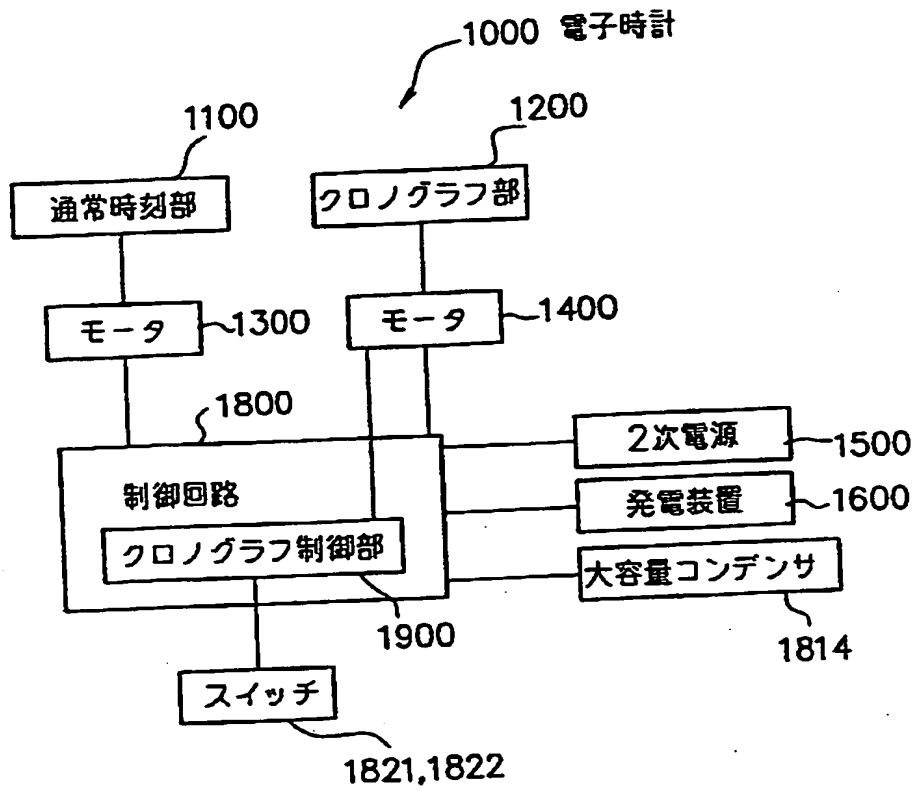 1000 電子時計
1100
1200
通常時刻部
クロノグラフ部
モータ
1300
モータ
1400
1800
2次電源
1500
制御回路
発電装置
1600
クロノグラフ制御部
大容量コンデンサ
1900
1814
スイッチ
1821,1822